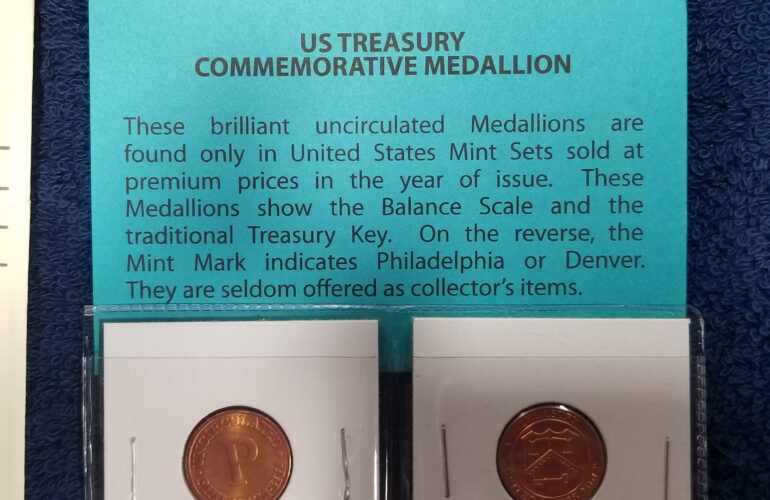 US TREASURY
COMMEMORATIVE MEDALLION
These brilliant uncirculated Medallions are
found only in United States Mint Sets sold at
premium prices in the year of issue. These
Medallions show the Balance Scale and the
traditional Treasury Key. On the reverse, the
Mint Mark indicates Philadelphia or Denver.
They are seldom offered as collector's items.
P